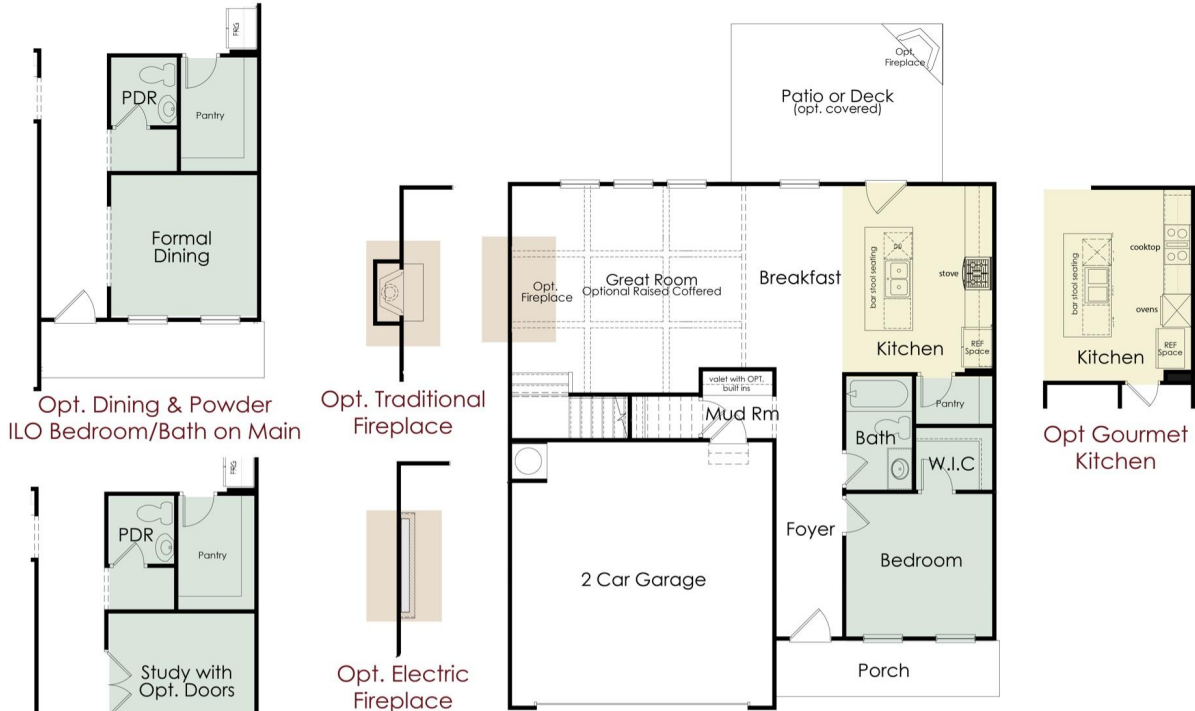 FRG
PDR
Pantry
Formal
Dining
Opt. Dining & Powder
ILO Bedroom/Bath on Main
FRG
PDR
Pantry
Study with
Opt. Doors
Opt. Traditional
Fireplace
Opt. Electric
Fireplace
Opt.
Fireplace
Patio or Deck
(opt. covered)
Opt.
Fireplace
Great Room
Optional Raised Coffered
Breakfast
bar stool seating
stove
REF
Space
Kitchen
valet with OPT.
built ins
Mud Rm
Pantry
Bath
W.I.C
Foyer
Bedroom
2 Car Garage
Porch
cooktop
bar stool seating
ovens
REF
Space
Kitchen
Opt Gourmet
Kitchen